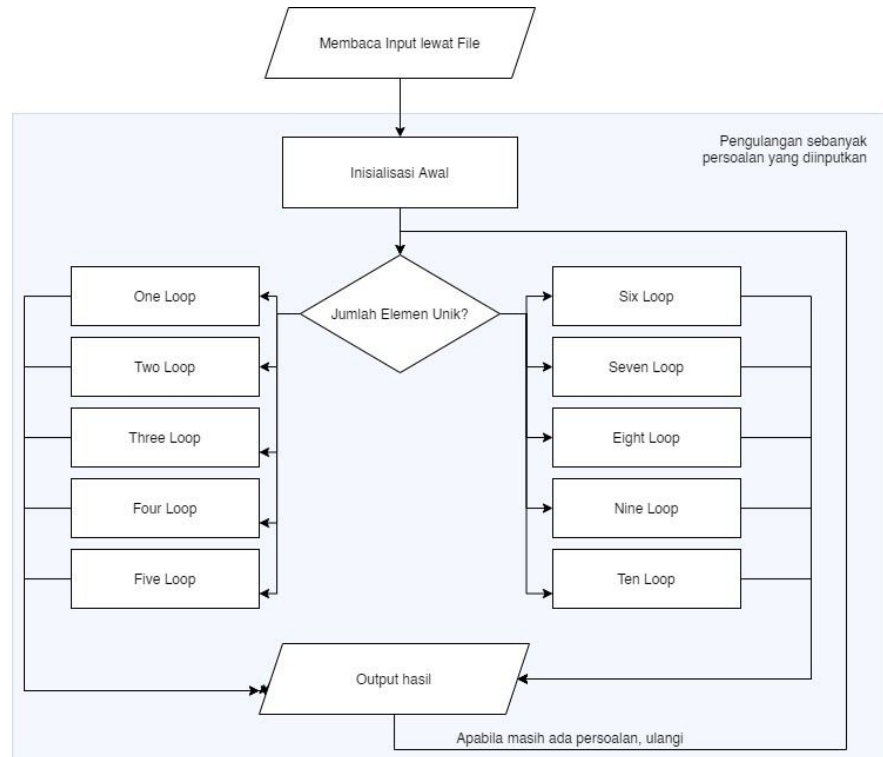 Membaca Input lewat File
Pengulangan sebanyak
persoalan yang diinputkan
Inisialisasi Awal
Jumlah Elemen Unik?
One Loop
Two Loop
Three Loop
Four Loop
Five Loop
Six Loop
Seven Loop
Eight Loop
Nine Loop
Ten Loop
Output hasil
Apabila masih ada persoalan, ulangi